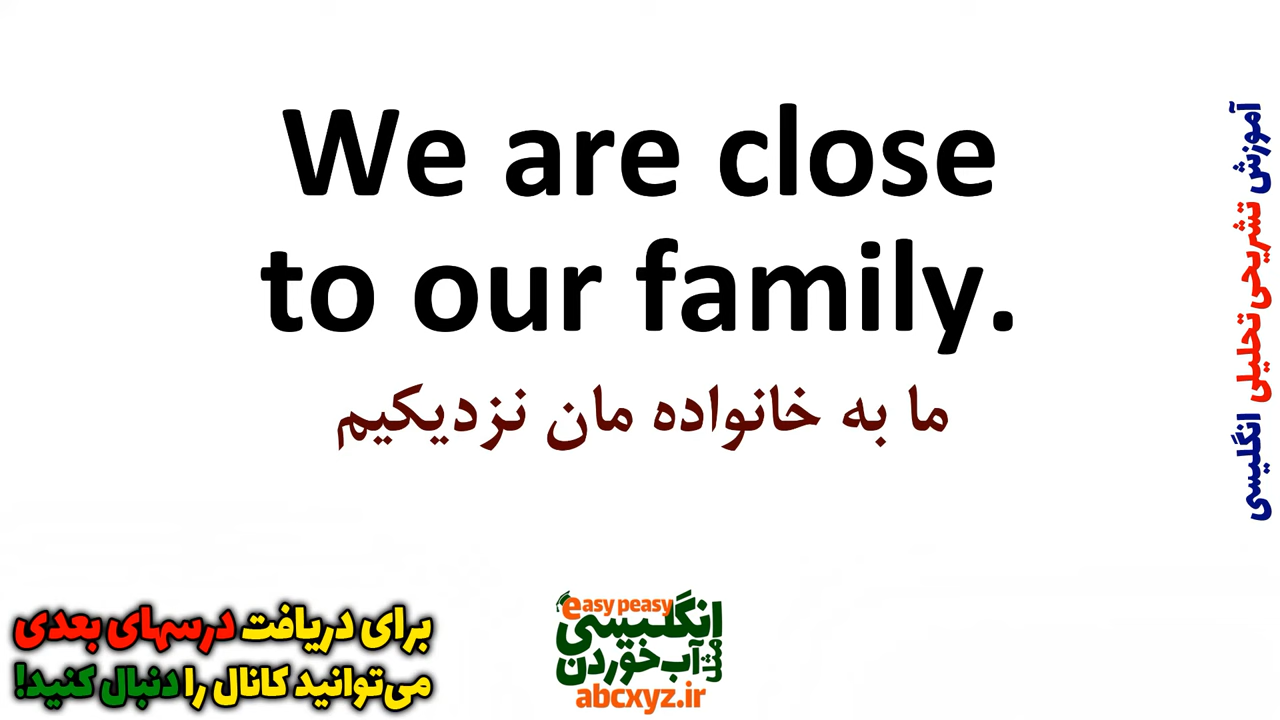 We are close
to our family.
ما به خانواده مان نزدیکیم
آموزش تشریحی تحلیلی انگلیسی
برای دریافت درسهای بعدی
می‌توانید کانال را دنبال کنید!
easy peasy
انگلیسی
مثل آب خوردن
abcxyz.ir